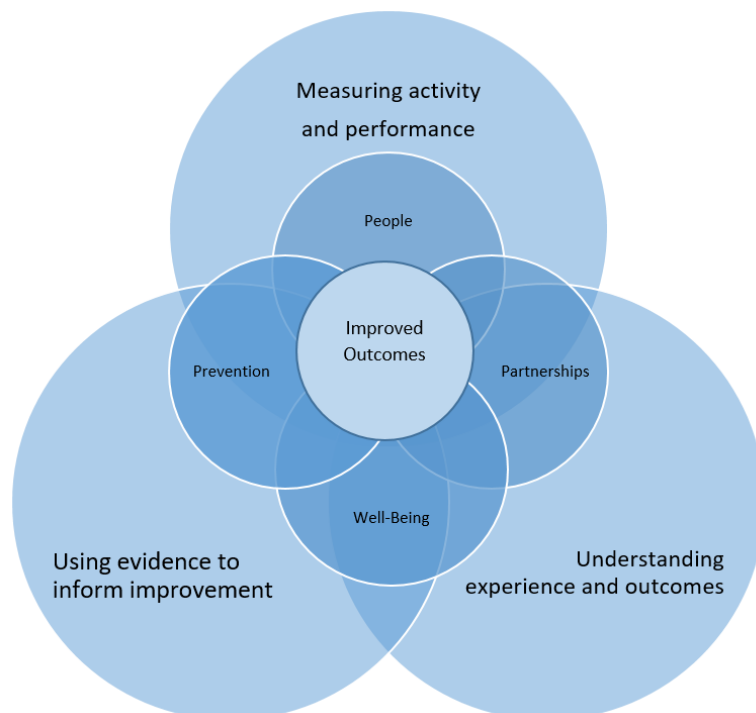 Measuring activity
and performance
People
Improved
Outcomes
Prevention
Partnerships
Well-Being
Using evidence to
inform improvement
Understanding
experience and outcomes